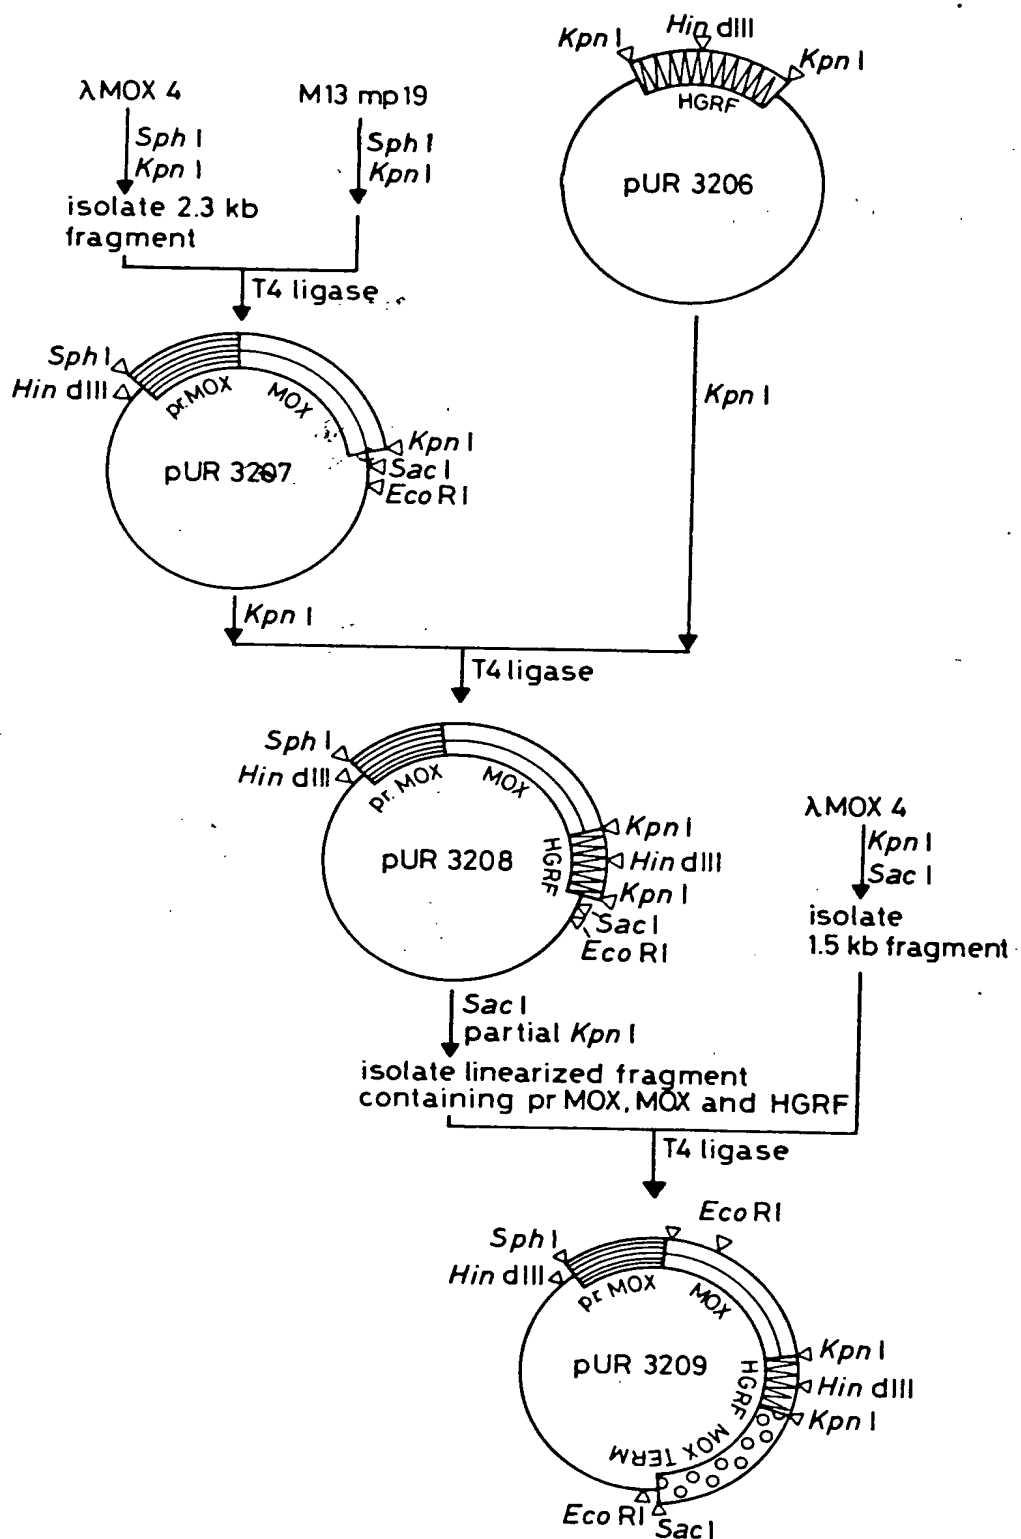 Hin dIII
Kpn I
Kpn I
HGRF
pUR 3206
λMOX 4
M13 mp19
Sph I
Kpn I
Sph I
Kpn I
isolate 2.3 kb
fragment
T4 ligase
Sph I
Hin dIII
pr.MOX
MOX
Kpn I
Sac I
Eco RI
pUR 3207
Kpn I
Kpn I
T4 ligase
Sph I
Hin dIII
pr. MOX
MOX
HGRF
pUR 3208
Kpn I
Hin dIII
Kpn I
Sac I
Eco RI
λMOX 4
Kpn I
Sac I
isolate
1.5 kb fragment
Sac I
partial Kpn I
isolate linearized fragment
containing pr MOX, MOX and HGRF
T4 ligase
Eco RI
Sph I
Hin dIII
pr MOX
MOX
pUR 3209
HGRF
MOX TERM
Kpn I
Hin dIII
Kpn I
Eco RI
Sac I